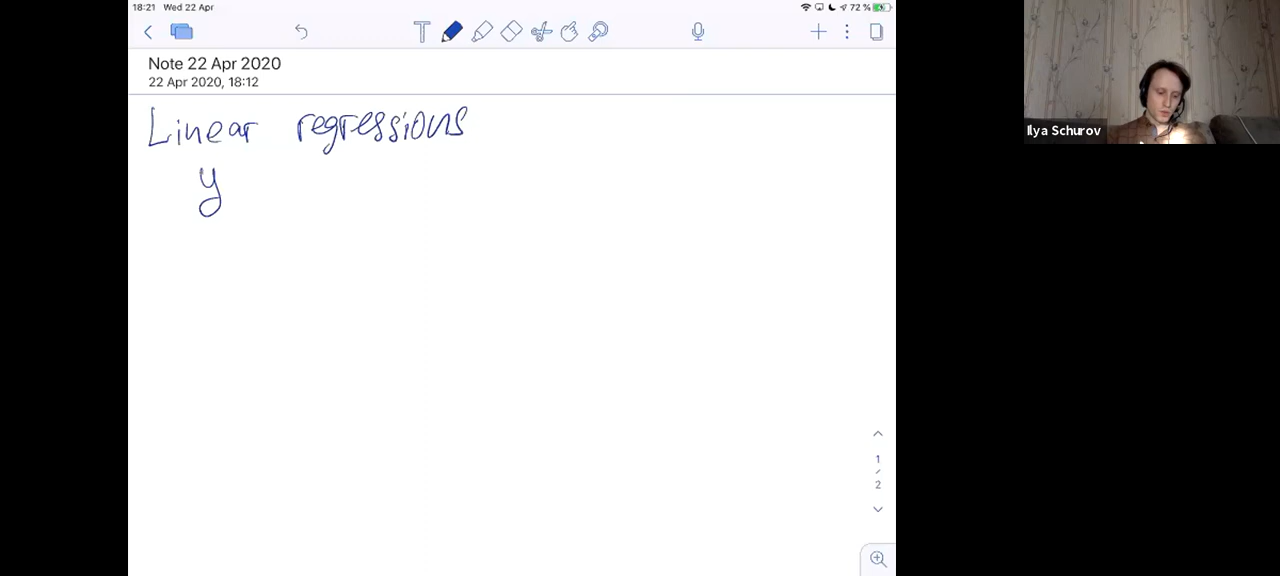 18:21 Wed 22 Apr
72 %
Note 22 Apr 2020
22 Apr 2020, 18:12
Linear regressions
y
1
/
2
Ilya Schurov